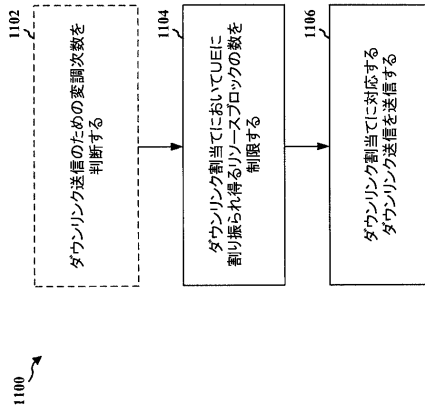 1100
1102
ダウンリンク送信のための変調次数を
判断する
1104
ダウンリンク割当てにおいてUEに
割り振られ得るリソースブロックの数を
制限する
1106
ダウンリンク割当てに対応する
ダウンリンク送信を送信する